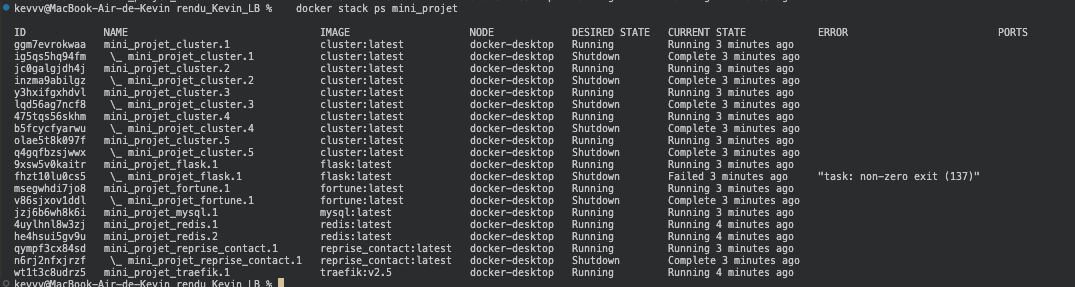 kevvv@MacBook-Air-de-Kevin rendu_Kevin_LB % docker stack ps mini_projet
ID NAME IMAGE NODE DESIRED STATE CURRENT STATE ERROR PORTS
ggm7evrokwaa mini_projet_cluster.1 cluster:latest docker-desktop Running Running 3 minutes ago
ig5qs5hq94fm \_ mini_projet_cluster.1 cluster:latest docker-desktop Shutdown Complete 3 minutes ago
jc0galgjdh4j mini_projet_cluster.2 cluster:latest docker-desktop Running Running 3 minutes ago
inzma9abilgz \_ mini_projet_cluster.2 cluster:latest docker-desktop Shutdown Complete 3 minutes ago
y3hxifgxhdvl mini_projet_cluster.3 cluster:latest docker-desktop Running Running 3 minutes ago
lqd56ag7ncf8 \_ mini_projet_cluster.3 cluster:latest docker-desktop Shutdown Complete 3 minutes ago
475tqs56skhm mini_projet_cluster.4 cluster:latest docker-desktop Running Running 3 minutes ago
b5fcycfyarwu \_ mini_projet_cluster.4 cluster:latest docker-desktop Shutdown Complete 3 minutes ago
olae5t8k097f mini_projet_cluster.5 cluster:latest docker-desktop Running Running 3 minutes ago
q4gqfbzsjwwx \_ mini_projet_cluster.5 cluster:latest docker-desktop Shutdown Complete 3 minutes ago
9xsw5v0kaitr mini_projet_flask.1 flask:latest docker-desktop Running Running 3 minutes ago
fhzt10lu0cs5 \_ mini_projet_flask.1 flask:latest docker-desktop Shutdown Failed 3 minutes ago "task: non-zero exit (137)"
msegwhdi7jo8 mini_projet_fortune.1 fortune:latest docker-desktop Running Running 3 minutes ago
v86sjxov1ddl \_ mini_projet_fortune.1 fortune:latest docker-desktop Shutdown Complete 3 minutes ago
jzj6b6wh8k6i mini_projet_mysql.1 mysql:latest docker-desktop Running Running 3 minutes ago
4uylhnl8w3zj mini_projet_redis.1 redis:latest docker-desktop Running Running 4 minutes ago
he4hsui5gv9u mini_projet_redis.2 redis:latest docker-desktop Running Running 4 minutes ago
qympf3cx84sd mini_projet_reprise_contact.1 reprise_contact:latest docker-desktop Running Running 3 minutes ago
n6rj2nfxjrzf \_ mini_projet_reprise_contact.1 reprise_contact:latest docker-desktop Shutdown Complete 3 minutes ago
wt1t3c8udrz5 mini_projet_traefik.1 traefik:v2.5 docker-desktop Running Running 4 minutes ago
kevvv@MacBook-Air-de-Kevin rendu_Kevin_LB %